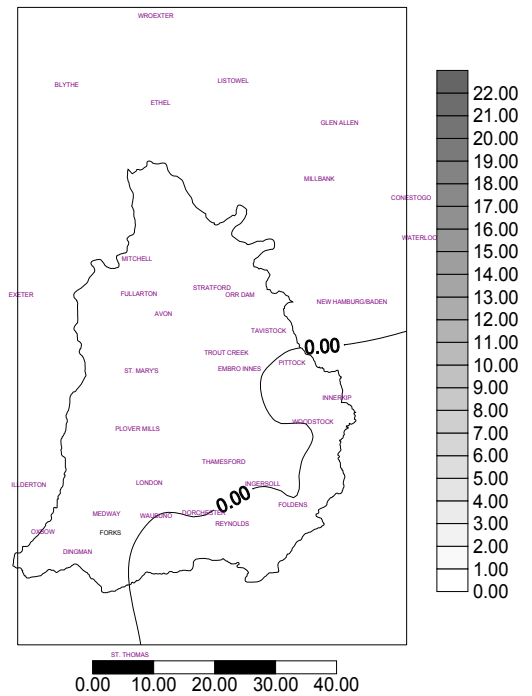 WROEXTER
LISTOWEL
BLYTHE
ETHEL
GLEN ALLEN
MILLBANK
CONESTOGO
WATERLOO
MITCHELL
STRATFORD
EXETER
FULLARTON
ORR DAM
NEW HAMBURG/BADEN
AVON
TAVISTOCK
0.00
TROUT CREEK
PITTOCK
ST. MARY'S
EMBRO INNES
INNERKIP
WOODSTOCK
PLOVER MILLS
THAMESFORD
ILLDERTON
LONDON
INGERSOLL
0.00
FOLDENS
MEDWAY
WAUBUNO
DORCHESTER
REYNOLDS
OXBOW
FORKS
DINGMAN
ST. THOMAS
0.00 10.00 20.00 30.00 40.00
22.00
21.00
20.00
19.00
18.00
17.00
16.00
15.00
14.00
13.00
12.00
11.00
10.00
9.00
8.00
7.00
6.00
5.00
4.00
3.00
2.00
1.00
0.00